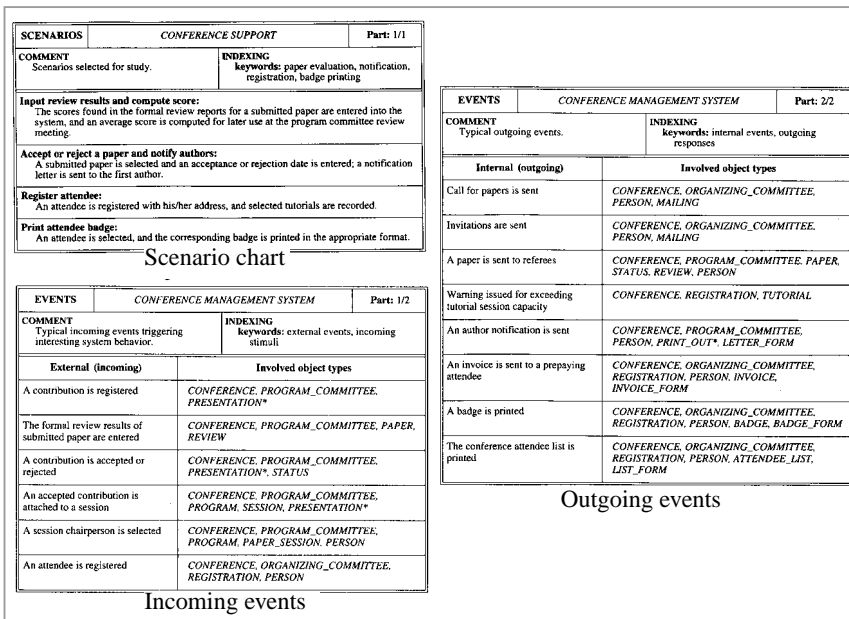 SCENARIOS CONFERENCE SUPPORT Part: 1/1
COMMENT INDEXING
Scenarios selected for study. keywords: paper evaluation, notification,
registration, badge printing
Input review results and compute score:
The scores found in the formal review reports for a submitted paper are entered into the
system, and an average score is computed for later use at the program committee review
meeting.
Accept or reject a paper and notify authors:
A submitted paper is selected and an acceptance or rejection date is entered; a notification
letter is sent to the first author.
Register attendee:
An attendee is registered with his/her address, and selected tutorials are recorded.
Print attendee badge:
An attendee is selected, and the corresponding badge is printed in the appropriate format.
Scenario chart
EVENTS CONFERENCE MANAGEMENT SYSTEM Part: 1/2
COMMENT INDEXING
Typical incoming events triggering keywords: external events, incoming
interesting system behavior. stimuli
External (incoming) Involved object types
A contribution is registered CONFERENCE, PROGRAM_COMMITTEE,
PRESENTATION*
The formal review results of CONFERENCE, PROGRAM_COMMITTEE, PAPER,
submitted paper are entered REVIEW
A contribution is accepted or CONFERENCE, PROGRAM_COMMITTEE,
rejected PRESENTATION*, STATUS
An accepted contribution is CONFERENCE, PROGRAM_COMMITTEE,
attached to a session PROGRAM, SESSION, PRESENTATION*
A session chairperson is selected CONFERENCE, PROGRAM_COMMITTEE,
PROGRAM, PAPER_SESSION, PERSON
An attendee is registered CONFERENCE, ORGANIZING_COMMITTEE,
REGISTRATION, PERSON
Incoming events
EVENTS CONFERENCE MANAGEMENT SYSTEM Part: 2/2
COMMENT INDEXING
Typical outgoing events. keywords: internal events, outgoing
responses
Internal (outgoing) Involved object types
Call for papers is sent CONFERENCE, ORGANIZING_COMMITTEE,
PERSON, MAILING
Invitations are sent CONFERENCE, ORGANIZING_COMMITTEE,
PERSON, MAILING
A paper is sent to referees CONFERENCE, PROGRAM_COMMITTEE, PAPER,
STATUS, REVIEW, PERSON
Warning issued for exceeding CONFERENCE, REGISTRATION, TUTORIAL
tutorial session capacity
An author notification is sent CONFERENCE, PROGRAM_COMMITTEE,
PERSON, PRINT_OUT*, LETTER_FORM
An invoice is sent to a prepaying CONFERENCE, ORGANIZING_COMMITTEE,
attendee REGISTRATION, PERSON, INVOICE,
INVOICE_FORM
A badge is printed CONFERENCE, ORGANIZING_COMMITTEE,
REGISTRATION, PERSON, BADGE, BADGE_FORM
The conference attendee list is CONFERENCE, ORGANIZING_COMMITTEE,
printed REGISTRATION, PERSON, ATTENDEE_LIST,
LIST_FORM
Outgoing events